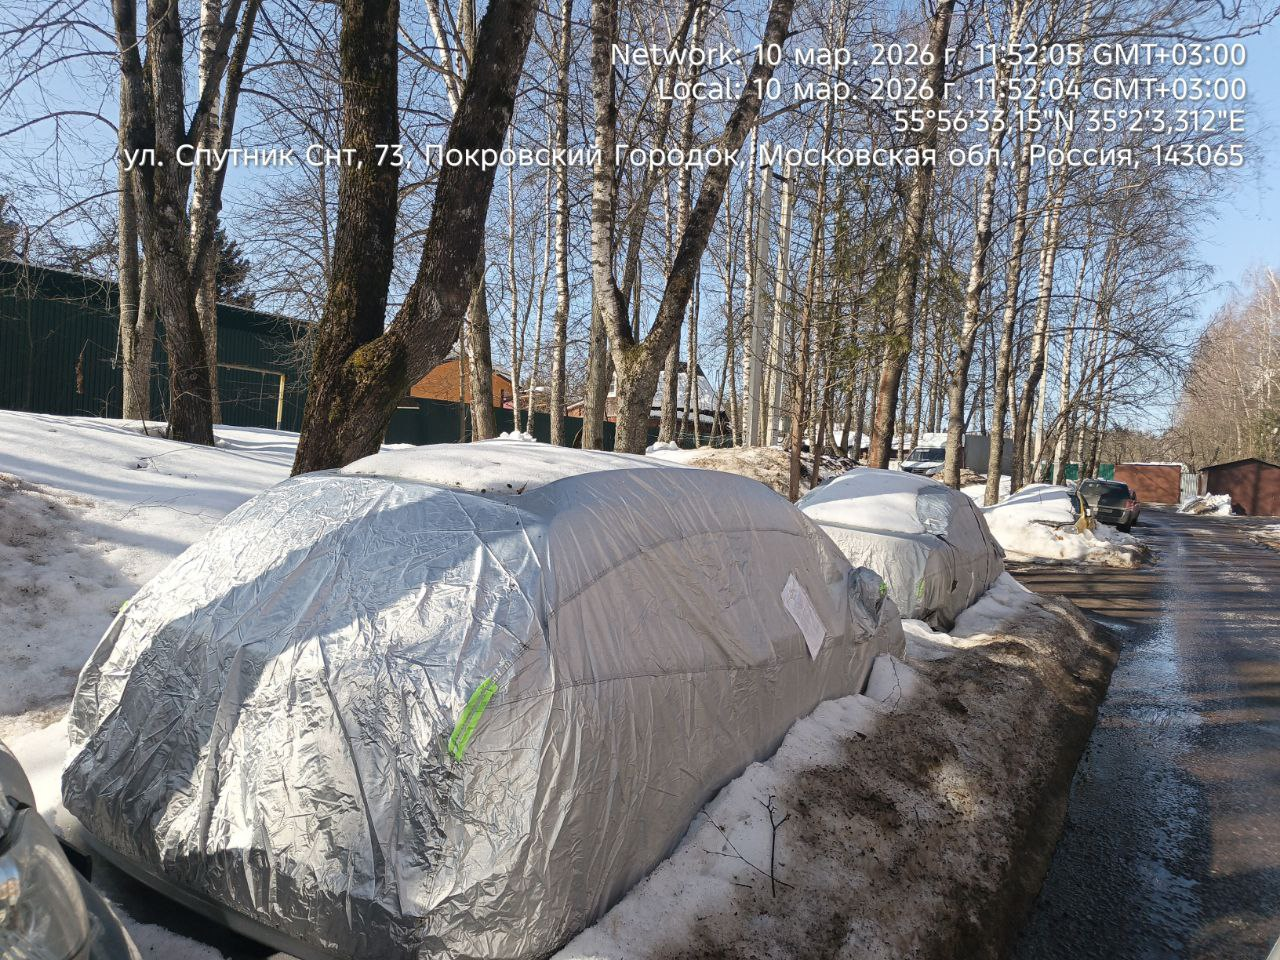 Network: 10 мар. 2026 г. 11:52:05 GMT+03:00
Local: 10 мар. 2026 г. 11:52:04 GMT+03:00
55°56'33,15"N 35°2'3,312"E
ул. Спутник Снт, 73, Покровский Городок, Московская обл., Россия, 143065